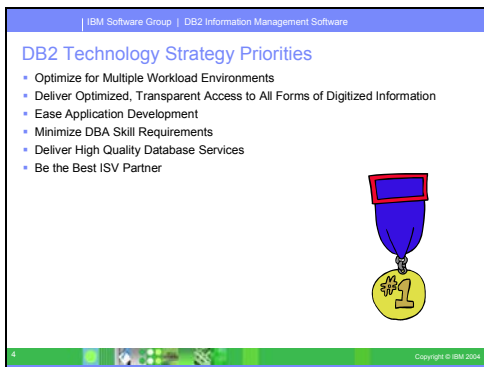 IBM Software Group | DB2 Information Management Software
DB2 Technology Strategy Priorities
▪ Optimize for Multiple Workload Environments
▪ Deliver Optimized, Transparent Access to All Forms of Digitized Information
▪ Ease Application Development
▪ Minimize DBA Skill Requirements
▪ Deliver High Quality Database Services
▪ Be the Best ISV Partner
#1
4
Copyright © IBM 2004